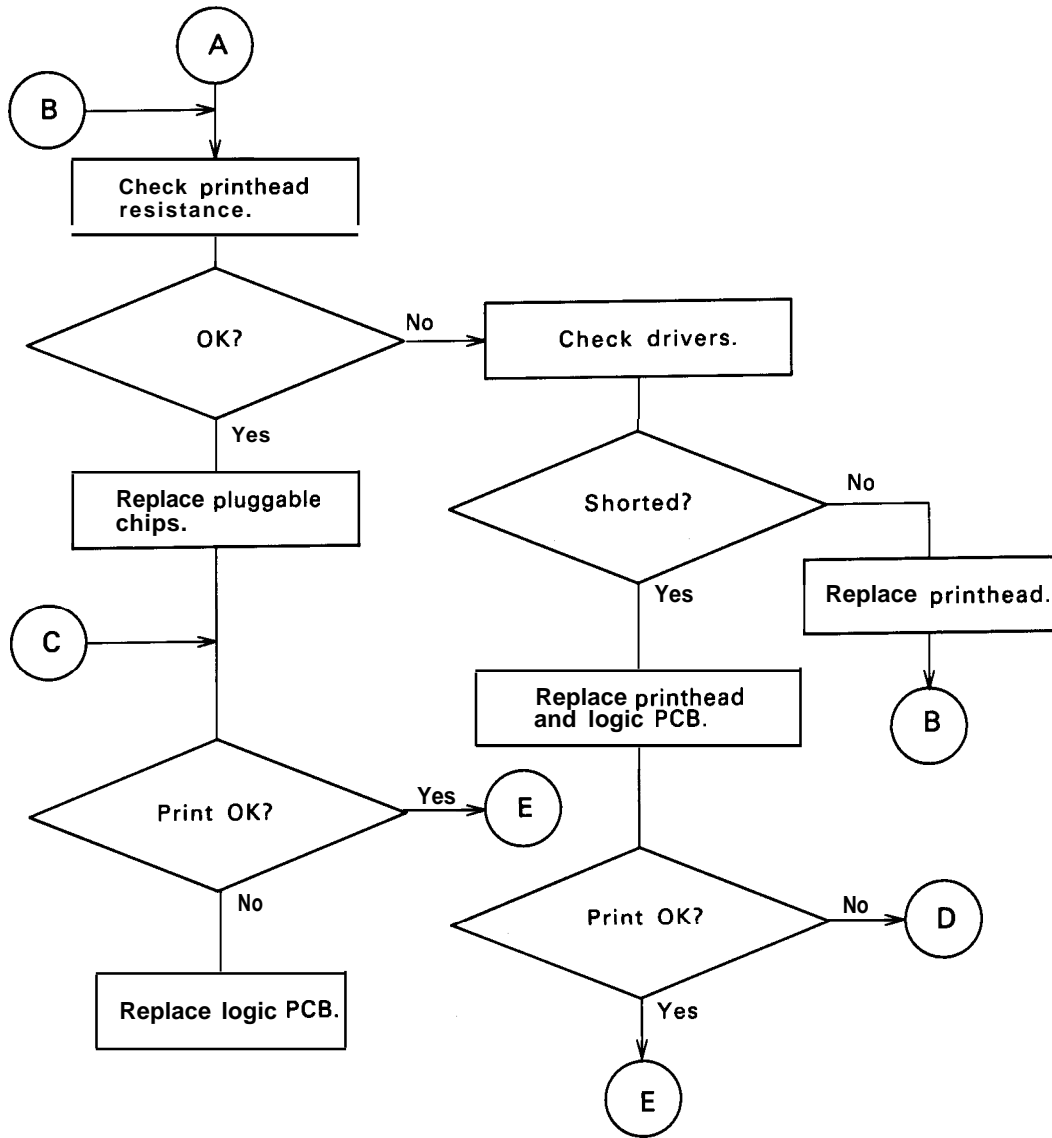 A
B
Check printhead
resistance.
OK?
No
Check drivers.
Yes
Replace pluggable
chips.
Shorted?
No
Yes
Replace printhead.
C
Replace printhead
and logic PCB.
B
Print OK?
Yes
E
No
Print OK?
No
D
Replace logic PCB.
Yes
E